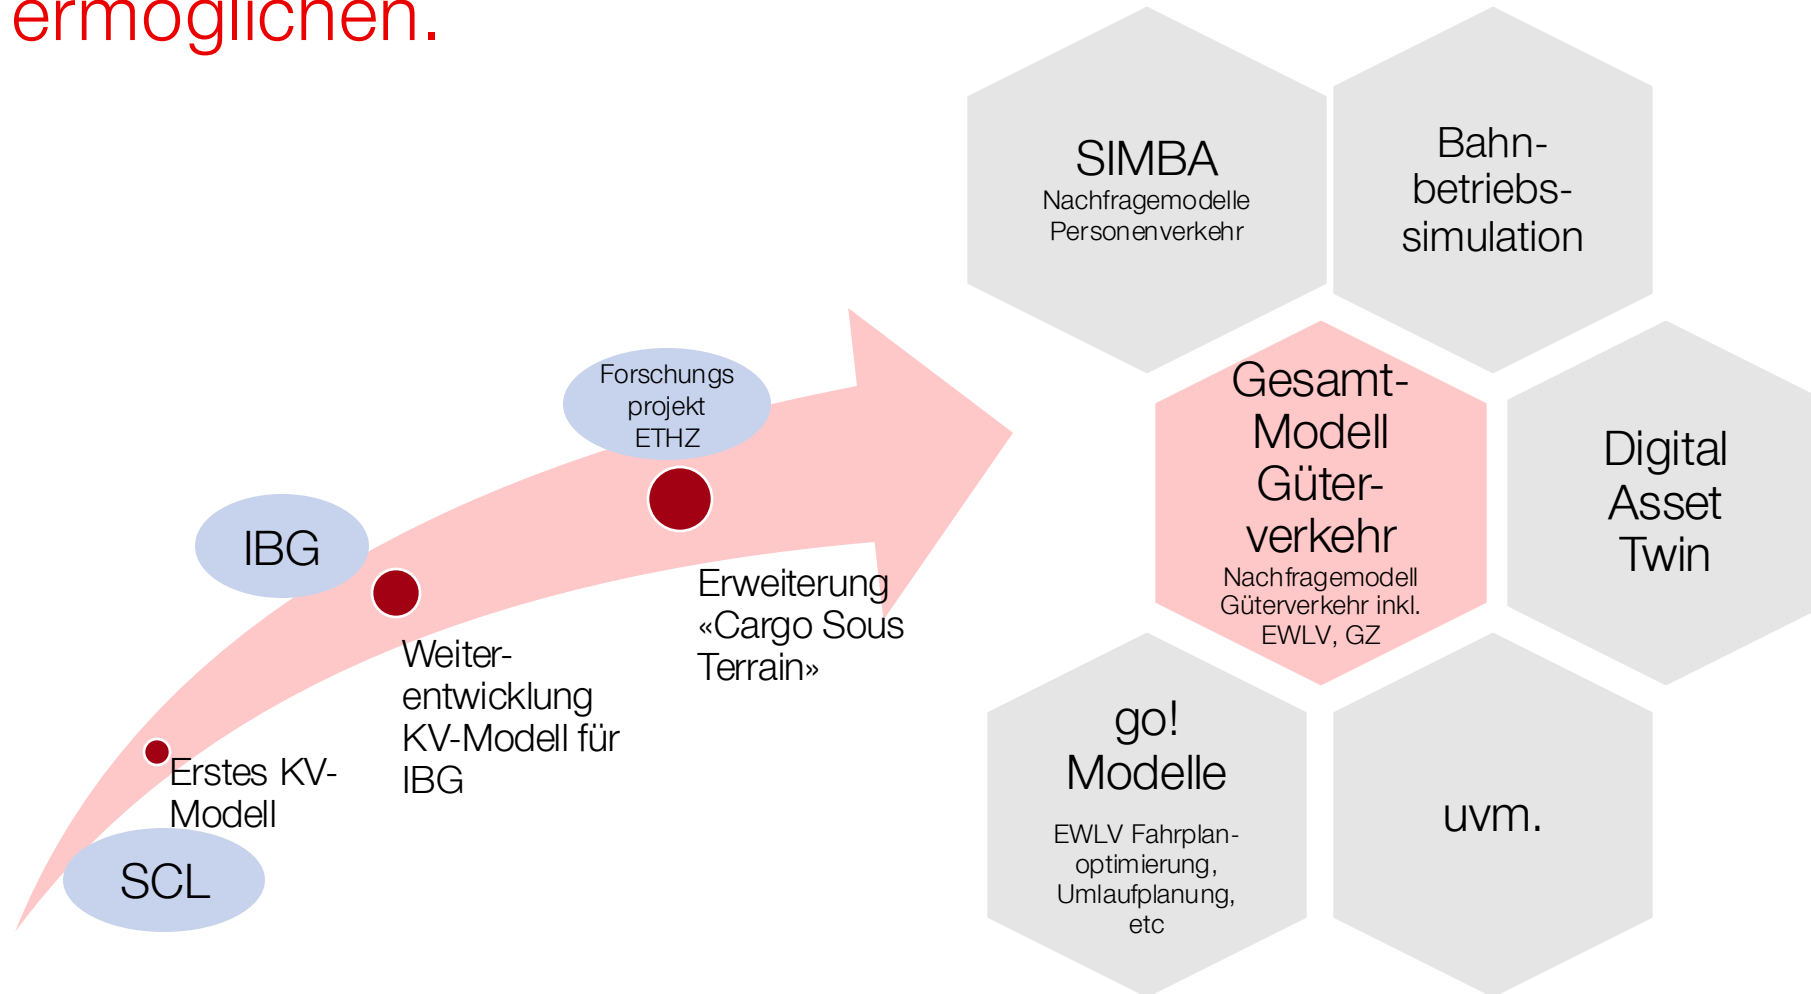 ermöglichen.
SIMBA
Nachfragemodelle
Personenverkehr
Bahn-
betriebs-
simulation
Forschungs
projekt
ETHZ
Gesamt-
Modell
Güter-
verkehr
Nachfragemodell
Güterverkehr inkl.
EWLV, GZ
Digital
Asset
Twin
IBG
Erweiterung
«Cargo Sous
Terrain»
Weiter-
entwicklung
KV-Modell für
IBG
Erstes KV-
Modell
SCL
go!
Modelle
EWLV Fahrplan-
optimierung,
Umlaufplanung,
etc
uvm.